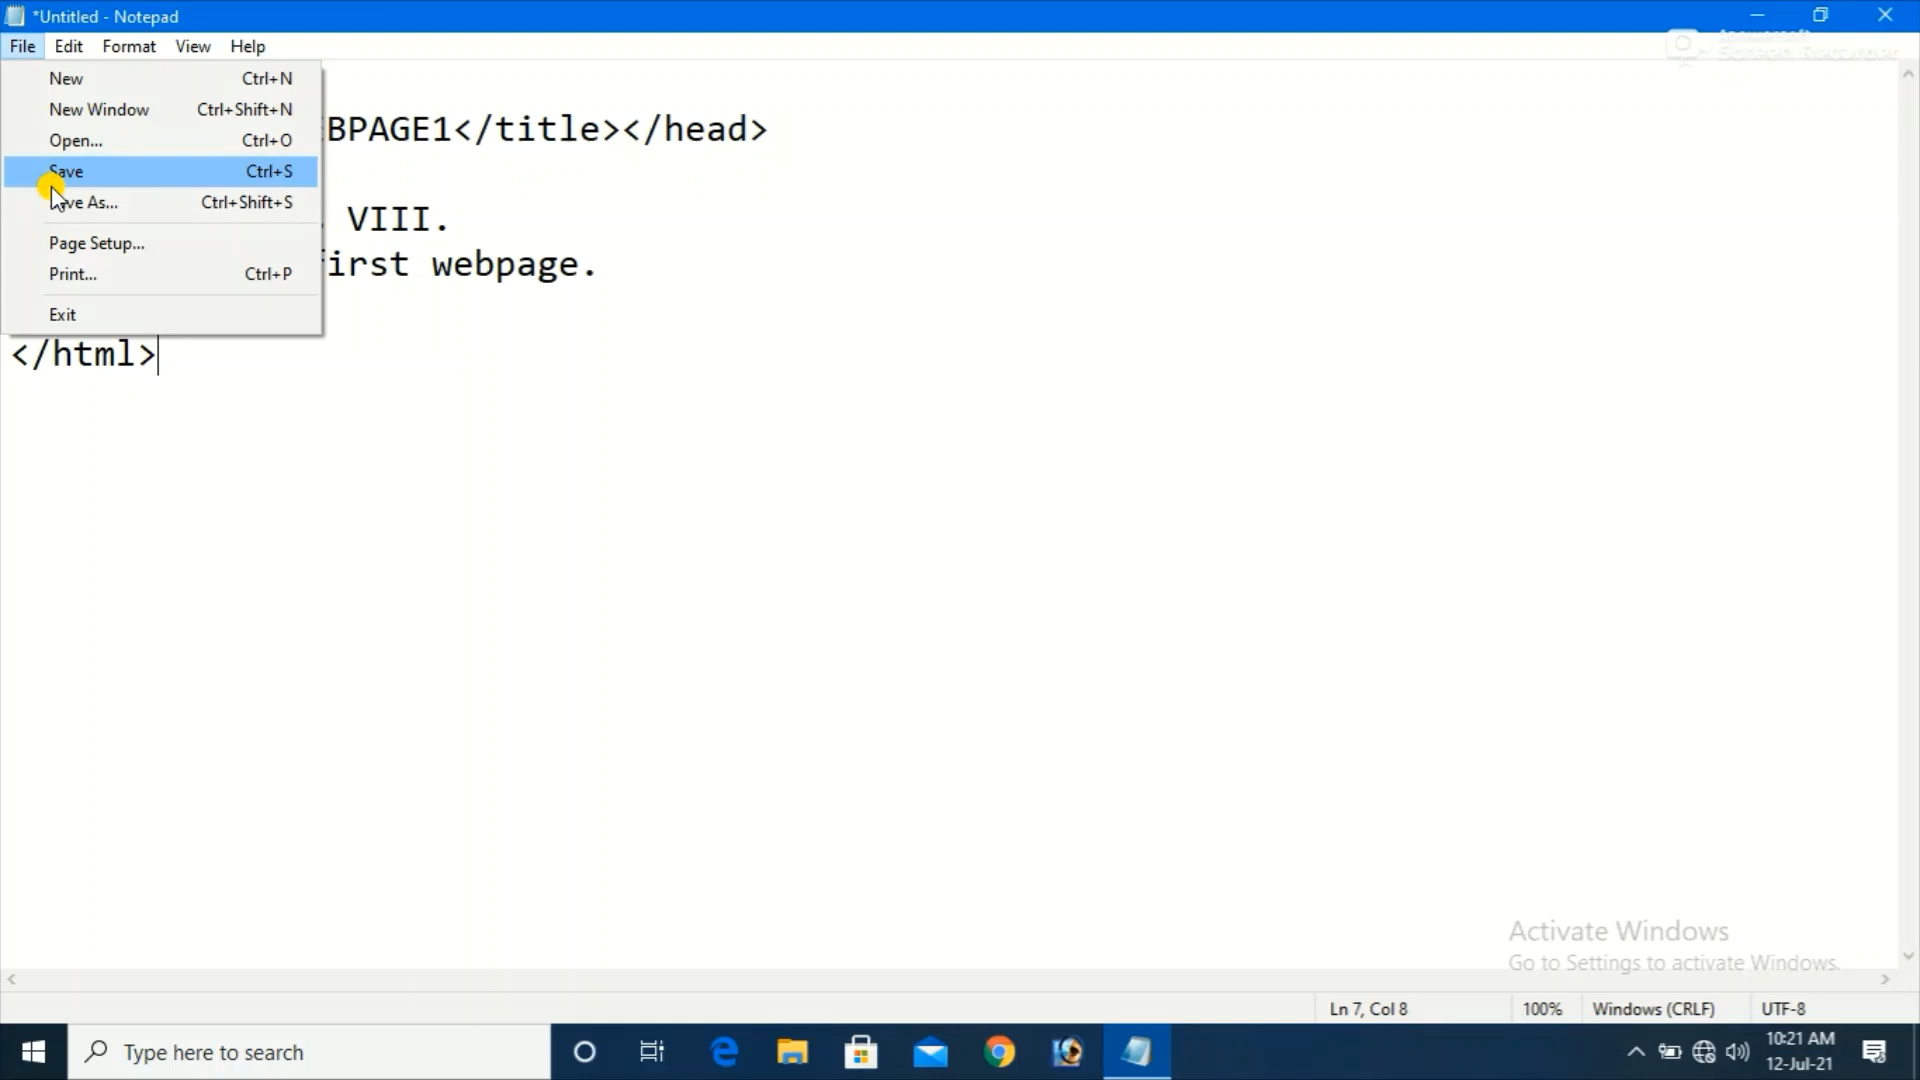 *Untitled - Notepad
File Edit Format View Help
Screen Recorder
New Ctrl+N
New Window Ctrl+Shift+N
Open... Ctrl+O
Save Ctrl+S
Save As... Ctrl+Shift+S
Page Setup...
Print... Ctrl+P
Exit
BPAGE1</title></head>
VIII.
irst webpage.
</html>
Activate Windows
Go to Settings to activate Windows.
Ln 7, Col 8 100% Windows (CRLF) UTF-8
Type here to search
10:21 AM
12-Jul-21